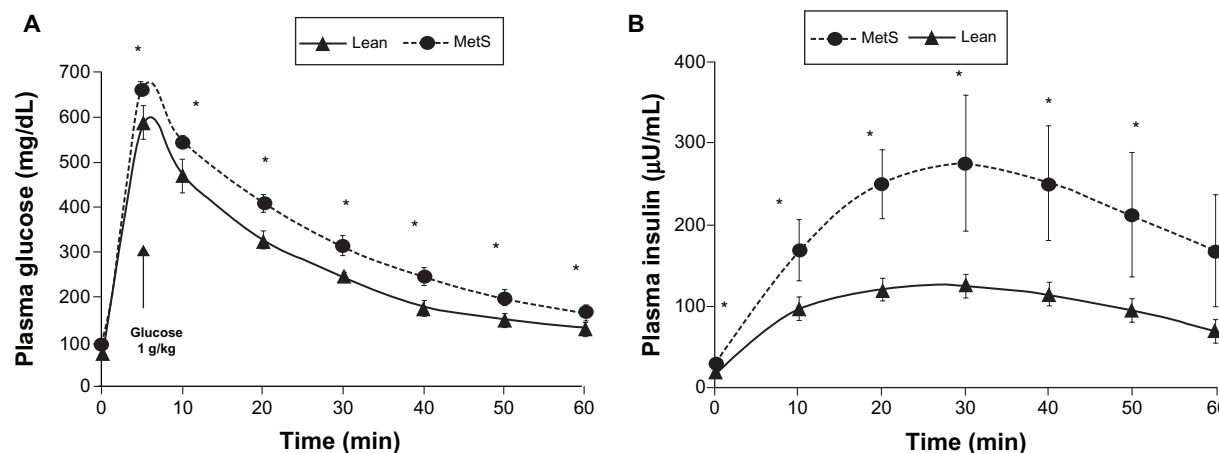 A
Lean MetS
*
Plasma glucose (mg/dL)
700
600
500
400
300
200
100
0
* * * * * *
Glucose
1 g/kg
0 10 20 30 40 50 60
Time (min)
B
MetS Lean
Plasma insulin (µU/mL)
400
300
200
100
0
* * * * * *
0 10 20 30 40 50 60
Time (min)